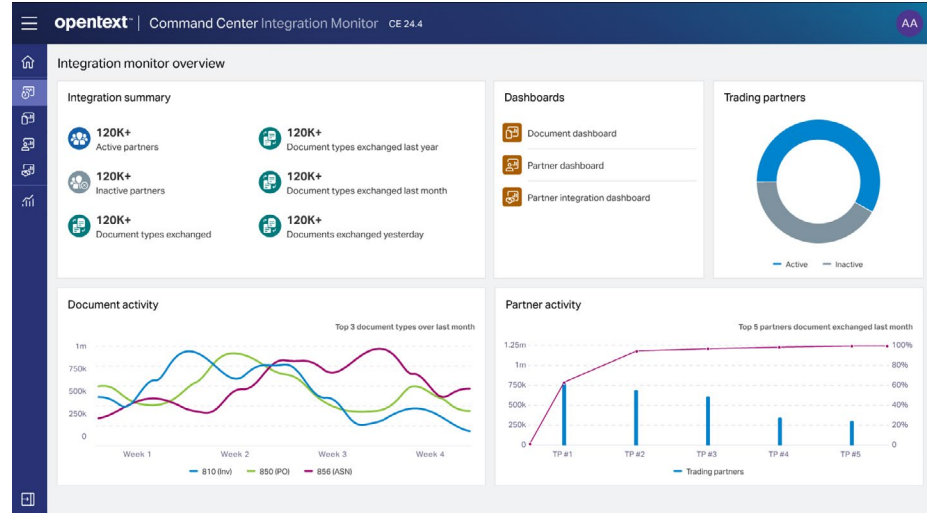 opentext™ | Command Center Integration Monitor CE 24.4
AA
Integration monitor overview
Integration summary
120K+
Active partners
120K+
Document types exchanged last year
120K+
Inactive partners
120K+
Document types exchanged last month
120K+
Document types exchanged
120K+
Documents exchanged yesterday
Dashboards
Document dashboard
Partner dashboard
Partner integration dashboard
Trading partners
Active
Inactive
Document activity
Top 3 document types over last month
1m
750k
500k
250k
0
Week 1
Week 2
Week 3
Week 4
810 (Inv)
850 (PO)
856 (ASN)
Partner activity
Top 5 partners document exchanged last month
1.25m
1m
750k
500k
250k
0
100%
80%
60%
40%
20%
0
TP #1
TP #2
TP #3
TP #4
TP #5
Trading partners